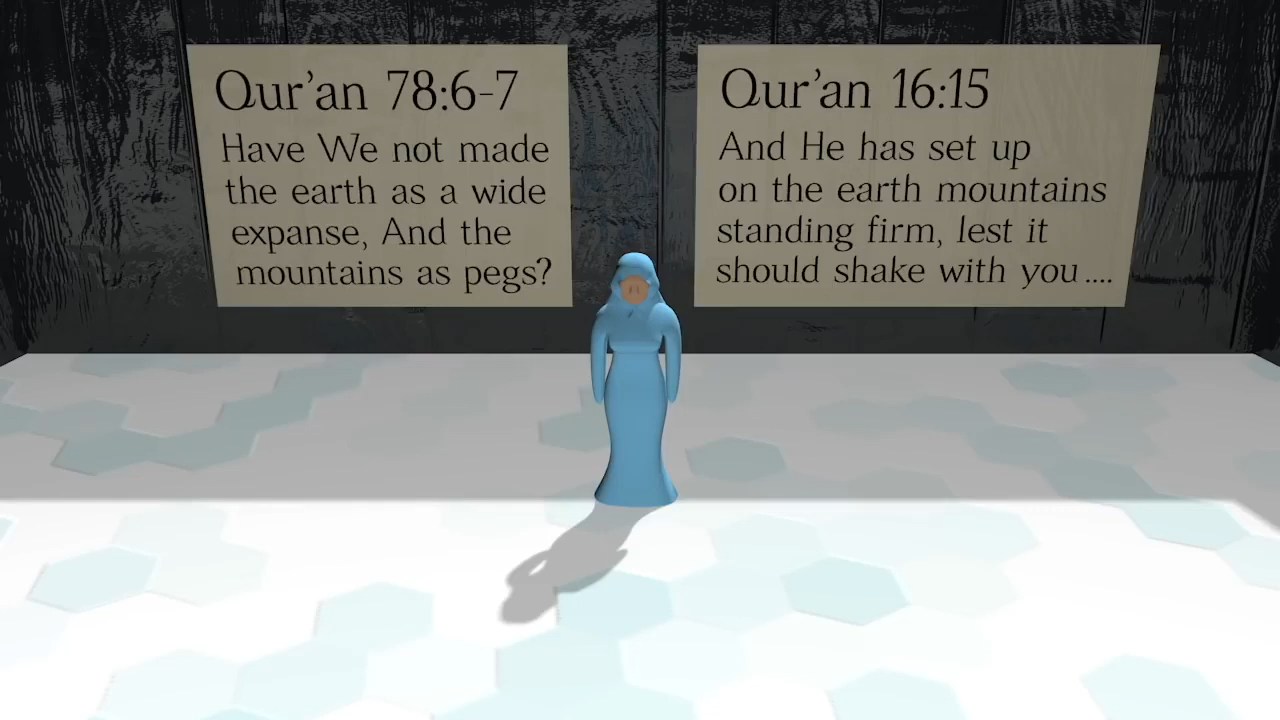 Qur’an 78:6-7
Have We not made
the earth as a wide
expanse, And the
mountains as pegs?
Qur’an 16:15
And He has set up
on the earth mountains
standing firm, lest it
should shake with you ....